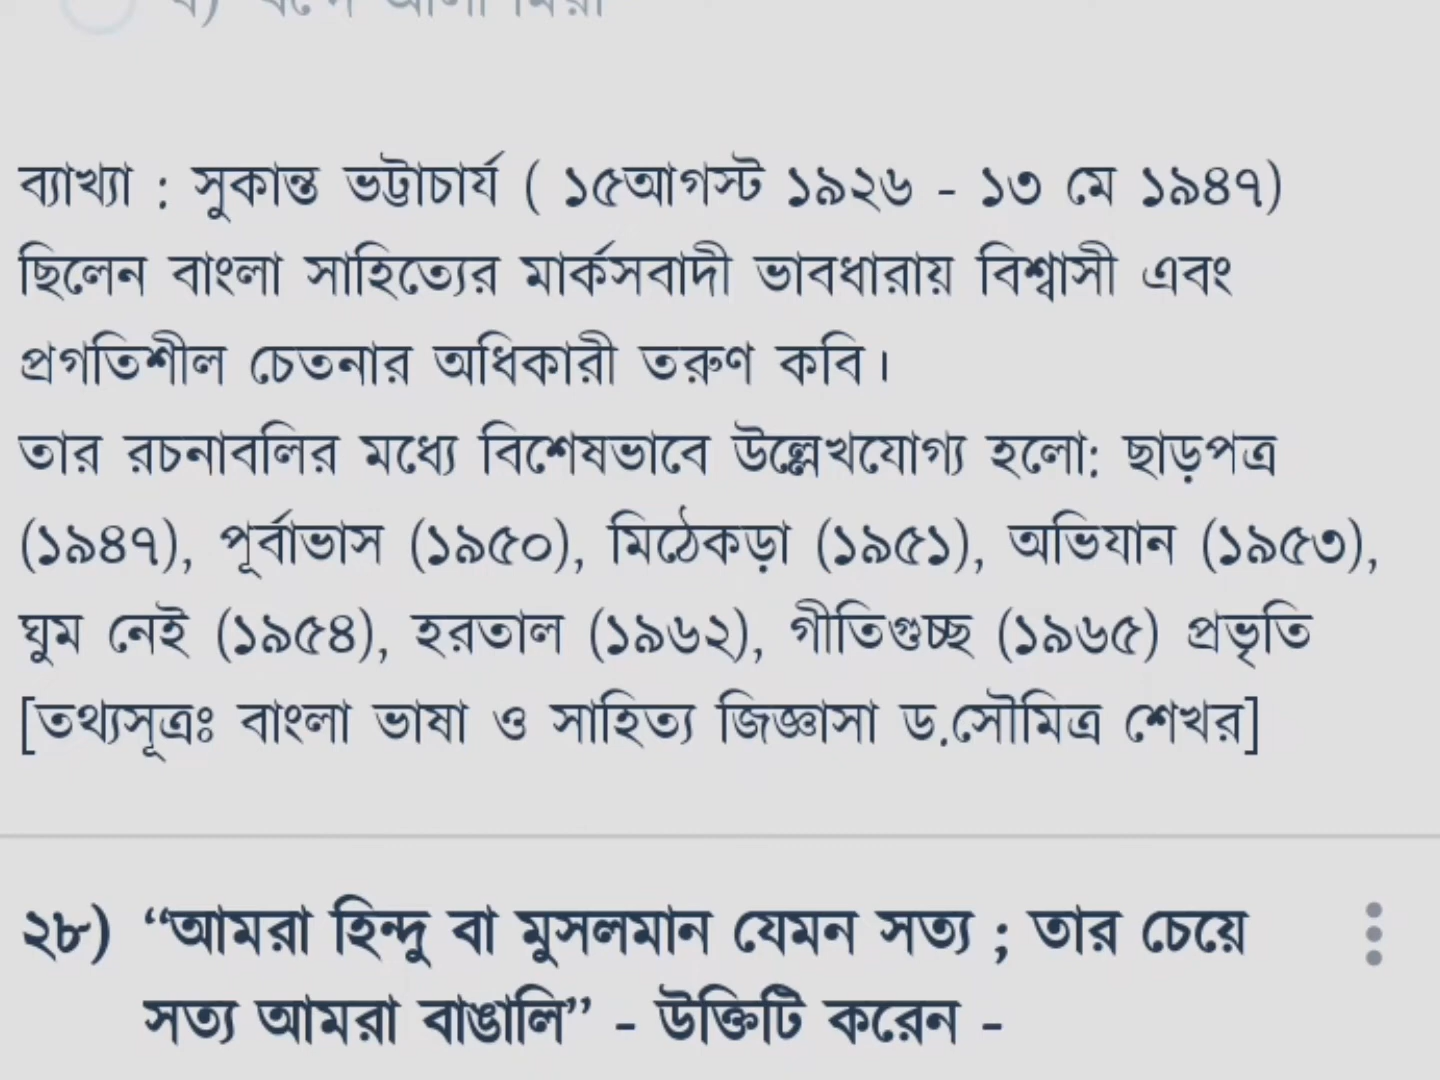 ব্যাখ্যা : সুকান্ত ভট্টাচার্য ( ১৫আগস্ট ১৯২৬ - ১৩ মে ১৯৪৭)
ছিলেন বাংলা সাহিত্যের মার্কসবাদী ভাবধারায় বিশ্বাসী এবং
প্রগতিশীল চেতনার অধিকারী তরুণ কবি।
তার রচনাবলির মধ্যে বিশেষভাবে উল্লেখযোগ্য হলো: ছাড়পত্র
(১৯৪৭), পূর্বাভাস (১৯৫০), মিঠেকড়া (১৯৫১), অভিযান (১৯৫৩),
ঘুম নেই (১৯৫৪), হরতাল (১৯৬২), গীতিগুচ্ছ (১৯৬৫) প্রভৃতি
[তথ্যসূত্রঃ বাংলা ভাষা ও সাহিত্য জিজ্ঞাসা ড.সৌমিত্র শেখর]
২৮) “আমরা হিন্দু বা মুসলমান যেমন সত্য ; তার চেয়ে
সত্য আমরা বাঙালি” - উক্তিটি করেন -